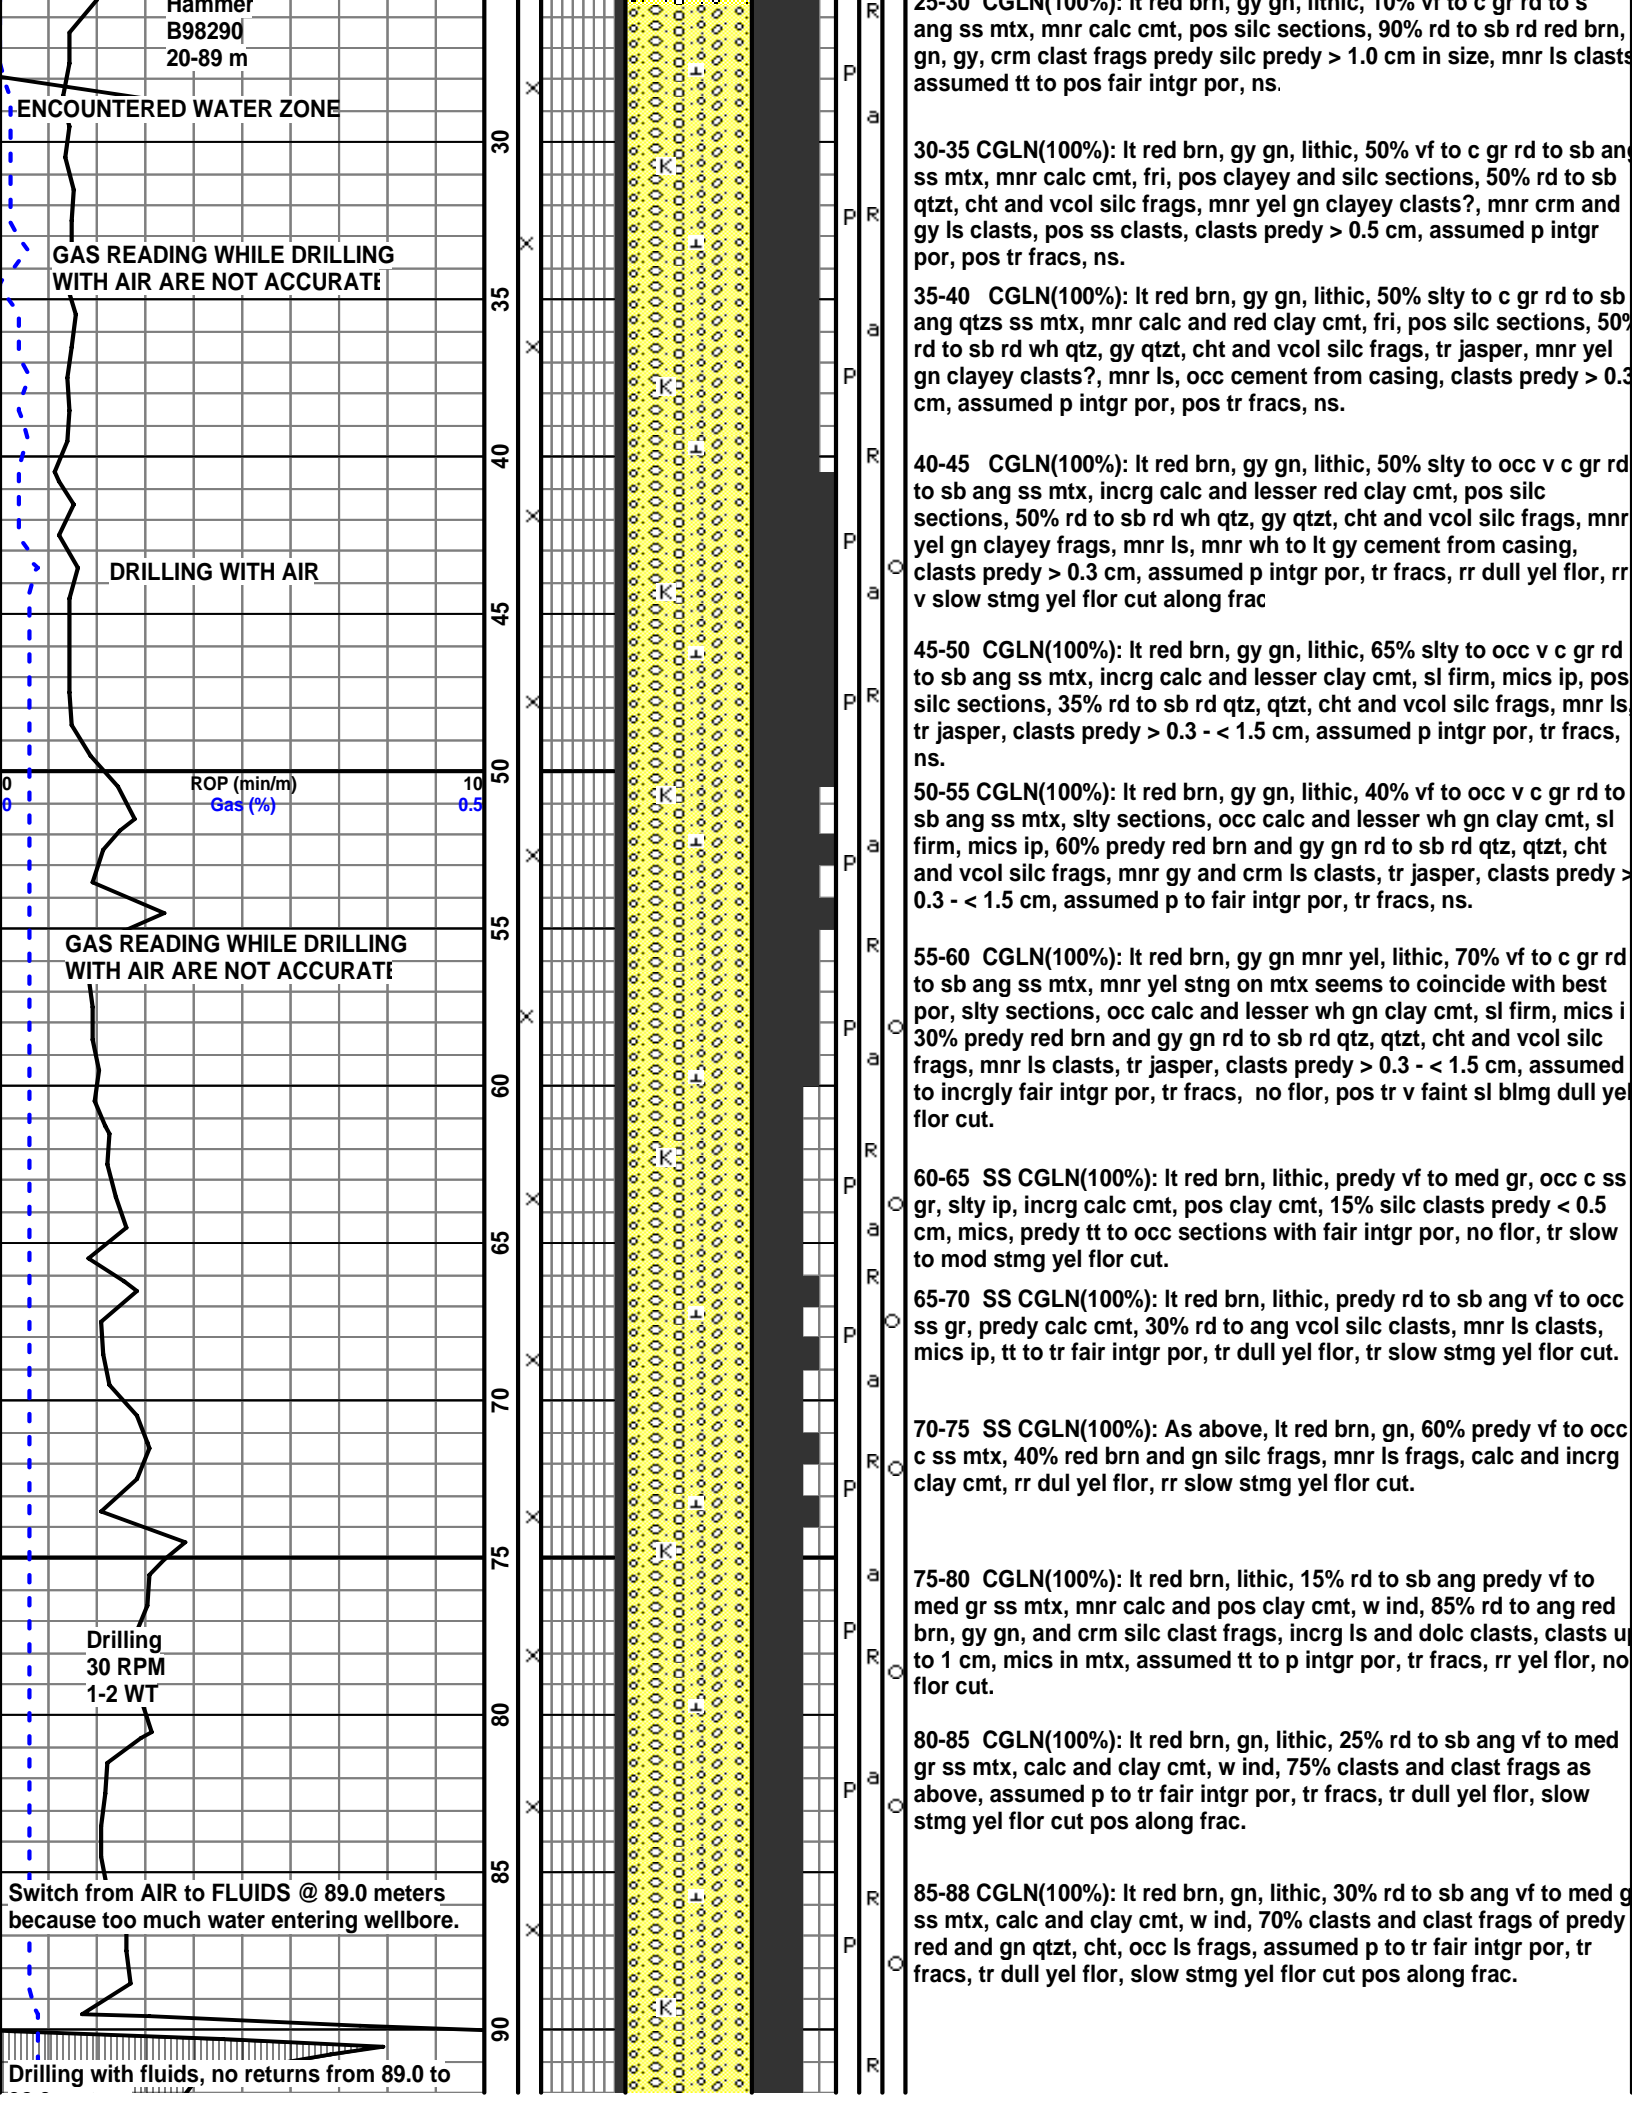 Hammer
B98290
20-89 m
ENCOUNTERED WATER ZONE
30
GAS READING WHILE DRILLING
WITH AIR ARE NOT ACCURATE
35
40
DRILLING WITH AIR
45
50
0 ROP (min/m) 10
0 Gas (%) 0.5
55
GAS READING WHILE DRILLING
WITH AIR ARE NOT ACCURATE
60
65
70
75
Drilling
30 RPM
1-2 WT
80
85
Switch from AIR to FLUIDS @ 89.0 meters
because too much water entering wellbore.
90
Drilling with fluids, no returns from 89.0 to
25-30 CGLN(100%): lt red brn, gy gn, lithic, 10% vf to c gr rd to s
ang ss mtx, mnr calc cmt, pos silc sections, 90% rd to sb rd red brn,
gn, gy, crm clast frags predy silc predy > 1.0 cm in size, mnr ls clasts
assumed tt to pos fair intgr por, ns.
30-35 CGLN(100%): lt red brn, gy gn, lithic, 50% vf to c gr rd to sb ang
ss mtx, mnr calc cmt, fri, pos clayey and silc sections, 50% rd to sb
qtzt, cht and vcol silc frags, mnr yel gn clayey clasts?, mnr crm and
gy ls clasts, pos ss clasts, clasts predy > 0.5 cm, assumed p intgr
por, pos tr fracs, ns.
35-40 CGLN(100%): lt red brn, gy gn, lithic, 50% slty to c gr rd to sb
ang qtzs ss mtx, mnr calc and red clay cmt, fri, pos silc sections, 50%
rd to sb rd wh qtz, gy qtzt, cht and vcol silc frags, tr jasper, mnr yel
gn clayey clasts?, mnr ls, occ cement from casing, clasts predy > 0.3
cm, assumed p intgr por, pos tr fracs, ns.
40-45 CGLN(100%): lt red brn, gy gn, lithic, 50% slty to occ v c gr rd
to sb ang ss mtx, incrg calc and lesser red clay cmt, pos silc
sections, 50% rd to sb rd wh qtz, gy qtzt, cht and vcol silc frags, mnr
yel gn clayey frags, mnr ls, mnr wh to lt gy cement from casing,
clasts predy > 0.3 cm, assumed p intgr por, tr fracs, rr dull yel flor, rr
v slow stmg yel flor cut along frac
45-50 CGLN(100%): lt red brn, gy gn, lithic, 65% slty to occ v c gr rd
to sb ang ss mtx, incrg calc and lesser clay cmt, sl firm, mics ip, pos
silc sections, 35% rd to sb rd qtz, qtzt, cht and vcol silc frags, mnr ls,
tr jasper, clasts predy > 0.3 - < 1.5 cm, assumed p intgr por, tr fracs,
ns.
50-55 CGLN(100%): lt red brn, gy gn, lithic, 40% vf to occ v c gr rd to
sb ang ss mtx, slty sections, occ calc and lesser wh gn clay cmt, sl
firm, mics ip, 60% predy red brn and gy gn rd to sb rd qtz, qtzt, cht
and vcol silc frags, mnr gy and crm ls clasts, tr jasper, clasts predy >
0.3 - < 1.5 cm, assumed p to fair intgr por, tr fracs, ns.
55-60 CGLN(100%): lt red brn, gy gn mnr yel, lithic, 70% vf to c gr rd
to sb ang ss mtx, mnr yel stng on mtx seems to coincide with best
por, slty sections, occ calc and lesser wh gn clay cmt, sl firm, mics i
30% predy red brn and gy gn rd to sb rd qtz, qtzt, cht and vcol silc
frags, mnr ls clasts, tr jasper, clasts predy > 0.3 - < 1.5 cm, assumed
to incrgly fair intgr por, tr fracs, no flor, pos tr v faint sl blmg dull yel
flor cut.
60-65 SS CGLN(100%): lt red brn, lithic, predy vf to med gr, occ c ss
gr, slty ip, incrg calc cmt, pos clay cmt, 15% silc clasts predy < 0.5
cm, mics, predy tt to occ sections with fair intgr por, no flor, tr slow
to mod stmg yel flor cut.
65-70 SS CGLN(100%): lt red brn, lithic, predy rd to sb ang vf to occ
ss gr, predy calc cmt, 30% rd to ang vcol silc clasts, mnr ls clasts,
mics ip, tt to tr fair intgr por, tr dull yel flor, tr slow stmg yel flor cut.
70-75 SS CGLN(100%): As above, lt red brn, gn, 60% predy vf to occ
c ss mtx, 40% red brn and gn silc frags, mnr ls frags, calc and incrg
clay cmt, rr dul yel flor, rr slow stmg yel flor cut.
75-80 CGLN(100%): lt red brn, lithic, 15% rd to sb ang predy vf to
med gr ss mtx, mnr calc and pos clay cmt, w ind, 85% rd to ang red
brn, gy gn, and crm silc clast frags, incrg ls and dolc clasts, clasts up
to 1 cm, mics in mtx, assumed tt to p intgr por, tr fracs, rr yel flor, no
flor cut.
80-85 CGLN(100%): lt red brn, gn, lithic, 25% rd to sb ang vf to med
gr ss mtx, calc and clay cmt, w ind, 75% clasts and clast frags as
above, assumed p to tr fair intgr por, tr fracs, tr dull yel flor, slow
stmg yel flor cut pos along frac.
85-88 CGLN(100%): lt red brn, gn, lithic, 30% rd to sb ang vf to med g
ss mtx, calc and clay cmt, w ind, 70% clasts and clast frags of predy
red and gn qtzt, cht, occ ls frags, assumed p to tr fair intgr por, tr
fracs, tr dull yel flor, slow stmg yel flor cut pos along frac.